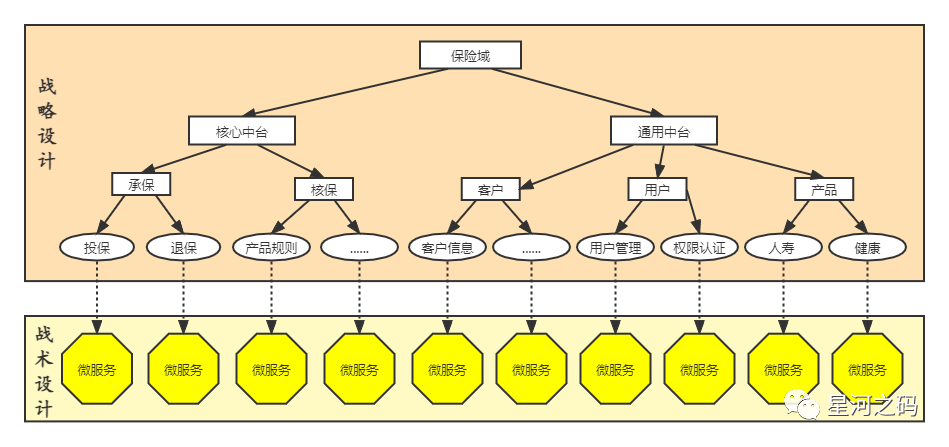 战略设计
保险域
核心中台
通用中台
承保
核保
客户
用户
产品
投保
退保
产品规则
......
客户信息
......
用户管理
权限认证
人寿
健康
战术设计
微服务
微服务
微服务
微服务
微服务
微服务
微服务
微服务
微服务
微服务
星河之码